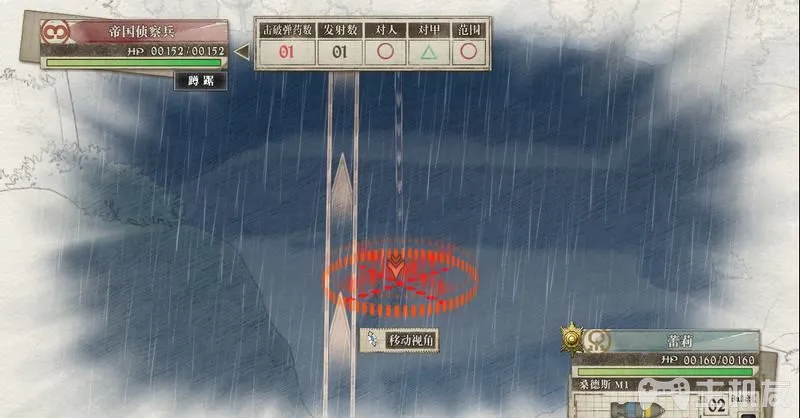 帝国侦察兵
HP 00152/00152
蹲踞
击破弹药数 发射数 对人 对甲 范围
01 01
移动视角
蕾莉
HP 00160/00160
桑德斯 M1
02